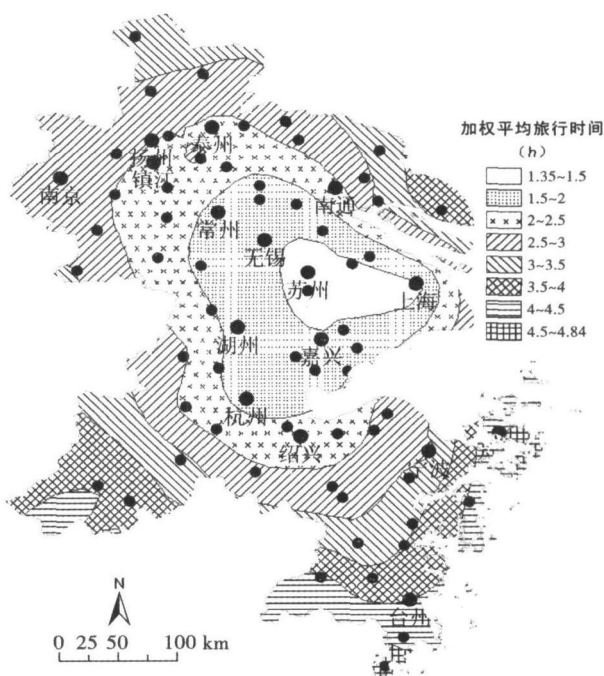 加权平均旅行时间
(h)
1.35~1.5
1.5~2
2~2.5
2.5~3
3~3.5
3.5~4
4~4.5
4.5~4.84
泰州
扬州
镇江
南京
南通
常州
无锡
苏州
上海
湖州
嘉兴
杭州
绍兴
宁波
台州
N
0 25 50 100 km